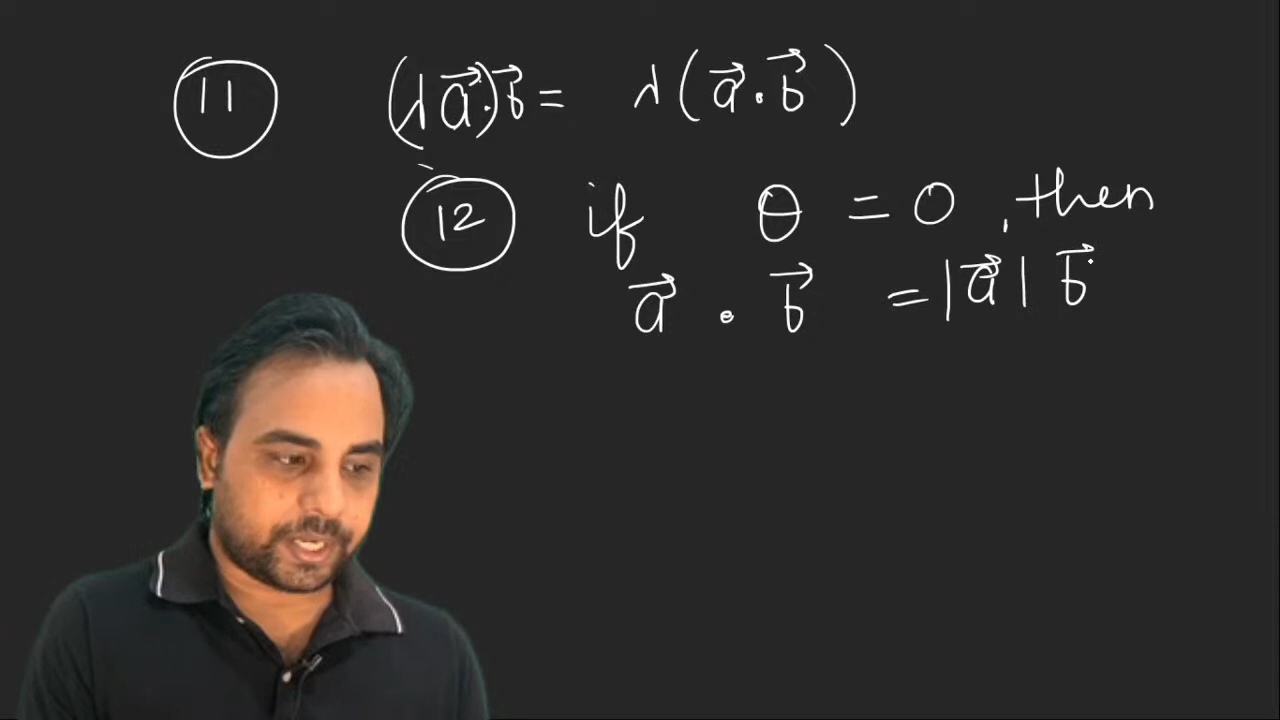 11 (λa⃗).b⃗ = λ(a⃗.b⃗)
12 if θ = 0, then
a⃗ . b⃗ = |a⃗| b⃗